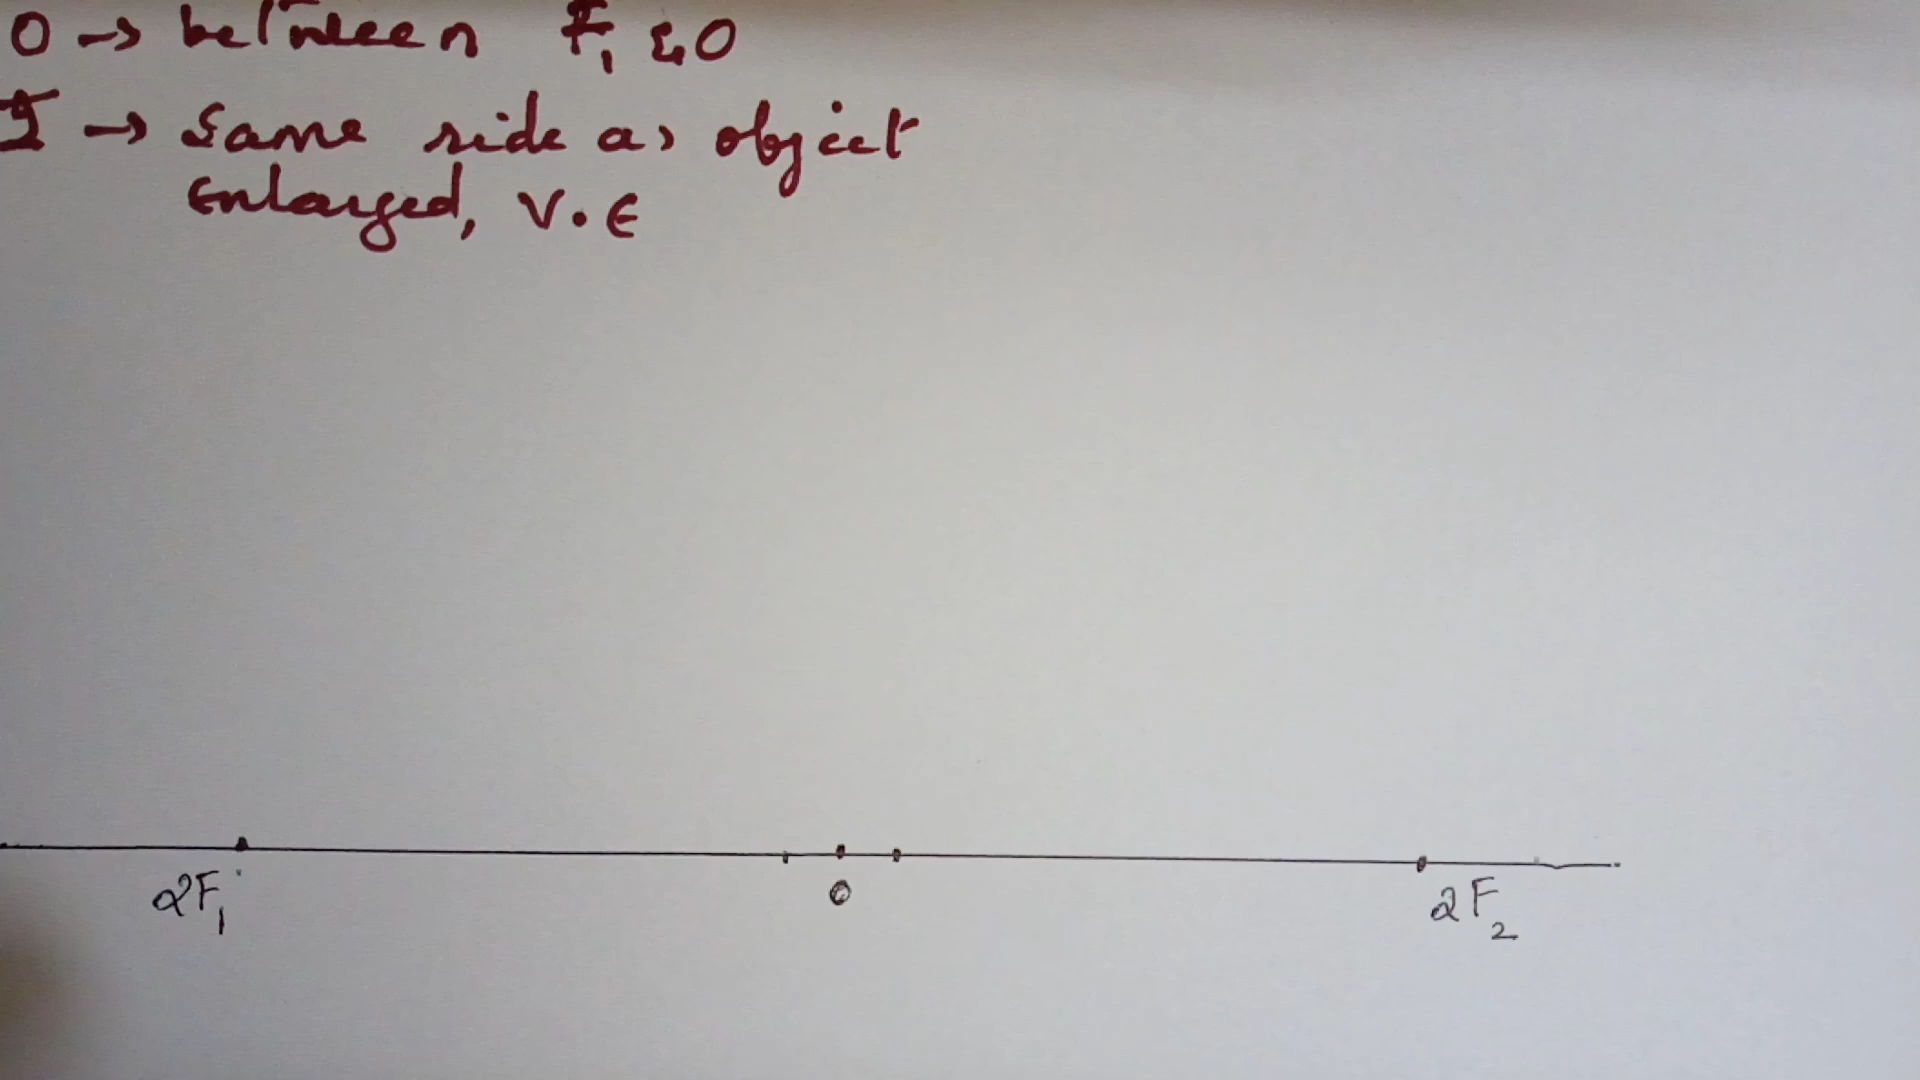 O → between F₁ & O
I → Same side as object
Enlarged, V. E
2F₁ O 2F₂